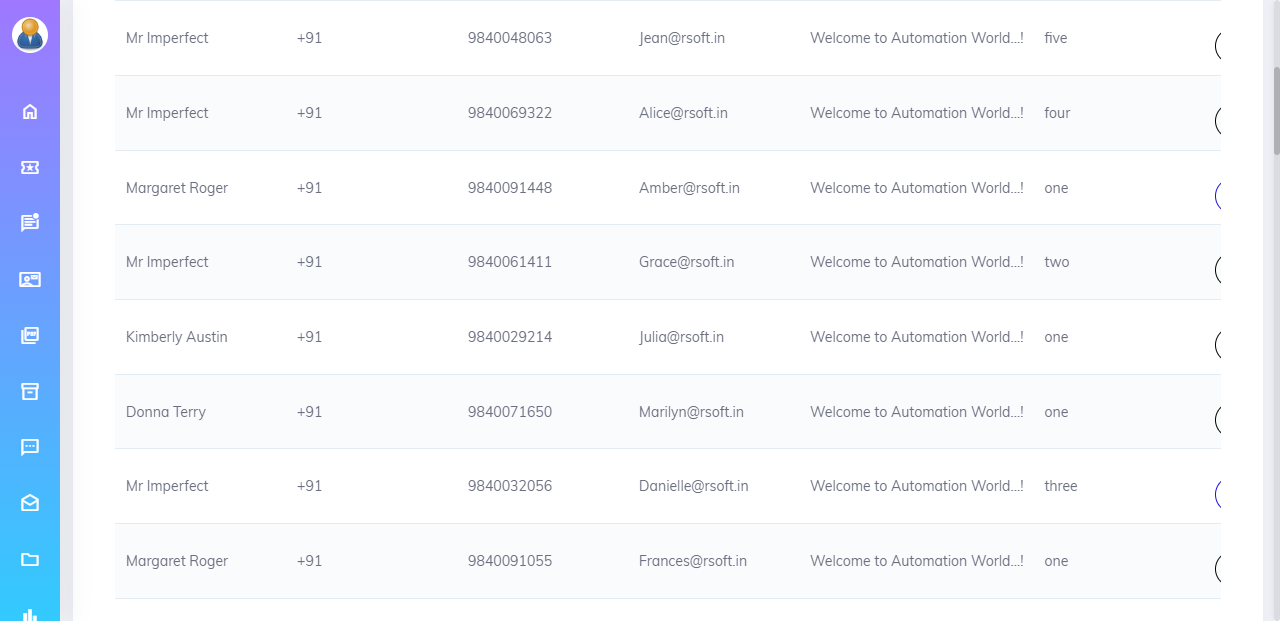 Mr Imperfect +91 9840048063 Jean@rsoft.in Welcome to Automation World...! five
Mr Imperfect +91 9840069322 Alice@rsoft.in Welcome to Automation World...! four
Margaret Roger +91 9840091448 Amber@rsoft.in Welcome to Automation World...! one
Mr Imperfect +91 9840061411 Grace@rsoft.in Welcome to Automation World...! two
Kimberly Austin +91 9840029214 Julia@rsoft.in Welcome to Automation World...! one
Donna Terry +91 9840071650 Marilyn@rsoft.in Welcome to Automation World...! one
Mr Imperfect +91 9840032056 Danielle@rsoft.in Welcome to Automation World...! three
Margaret Roger +91 9840091055 Frances@rsoft.in Welcome to Automation World...! one